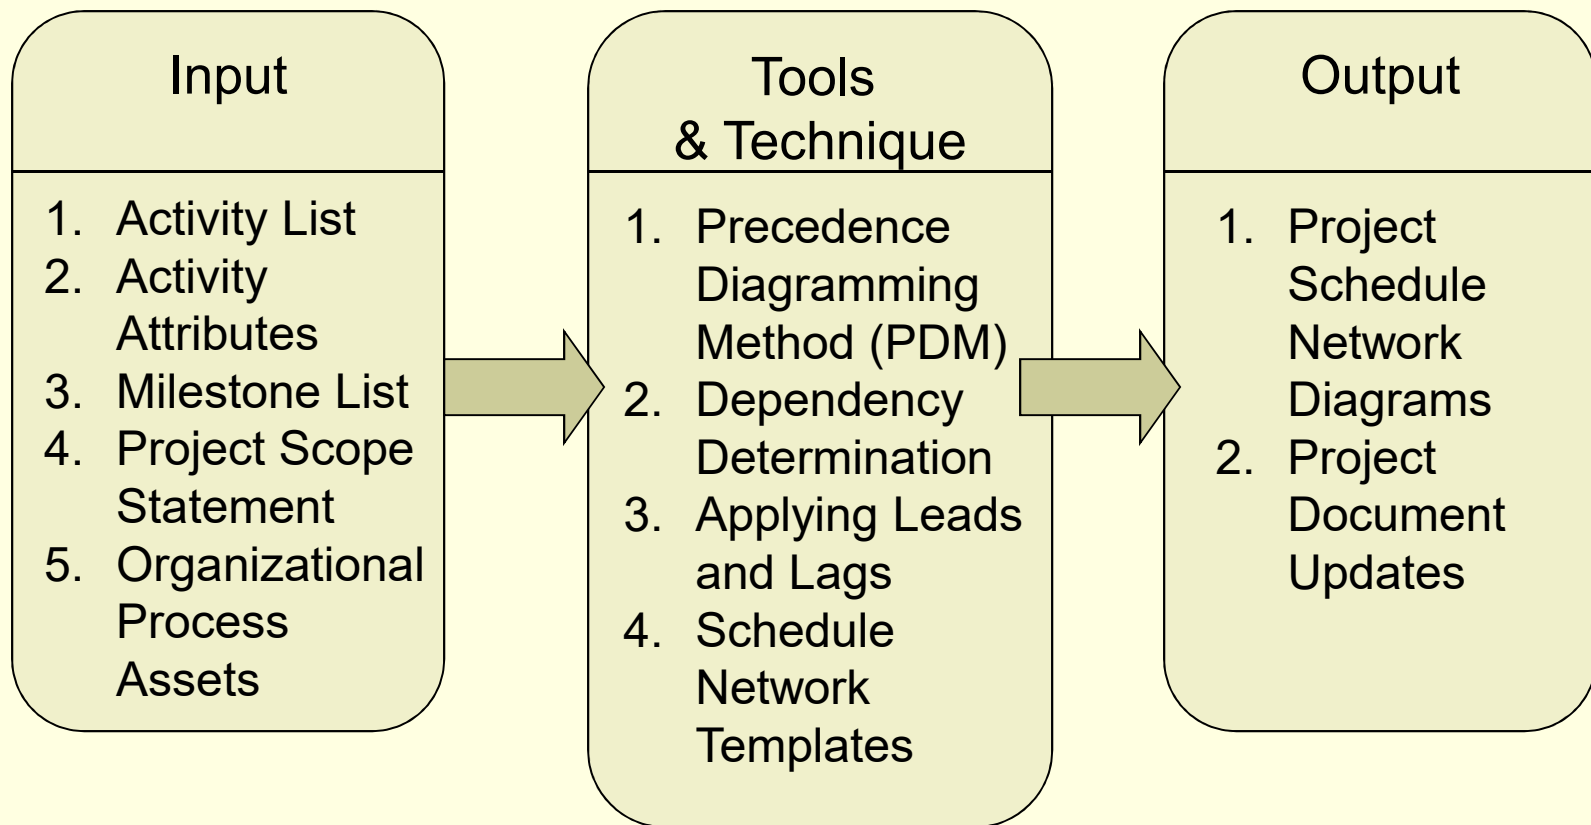 Input
1. Activity List
2. Activity
Attributes
3. Milestone List
4. Project Scope
Statement
5. Organizational
Process
Assets
Tools
& Technique
1. Precedence
Diagramming
Method (PDM)
2. Dependency
Determination
3. Applying Leads
and Lags
4. Schedule
Network
Templates
Output
1. Project
Schedule
Network
Diagrams
2. Project
Document
Updates